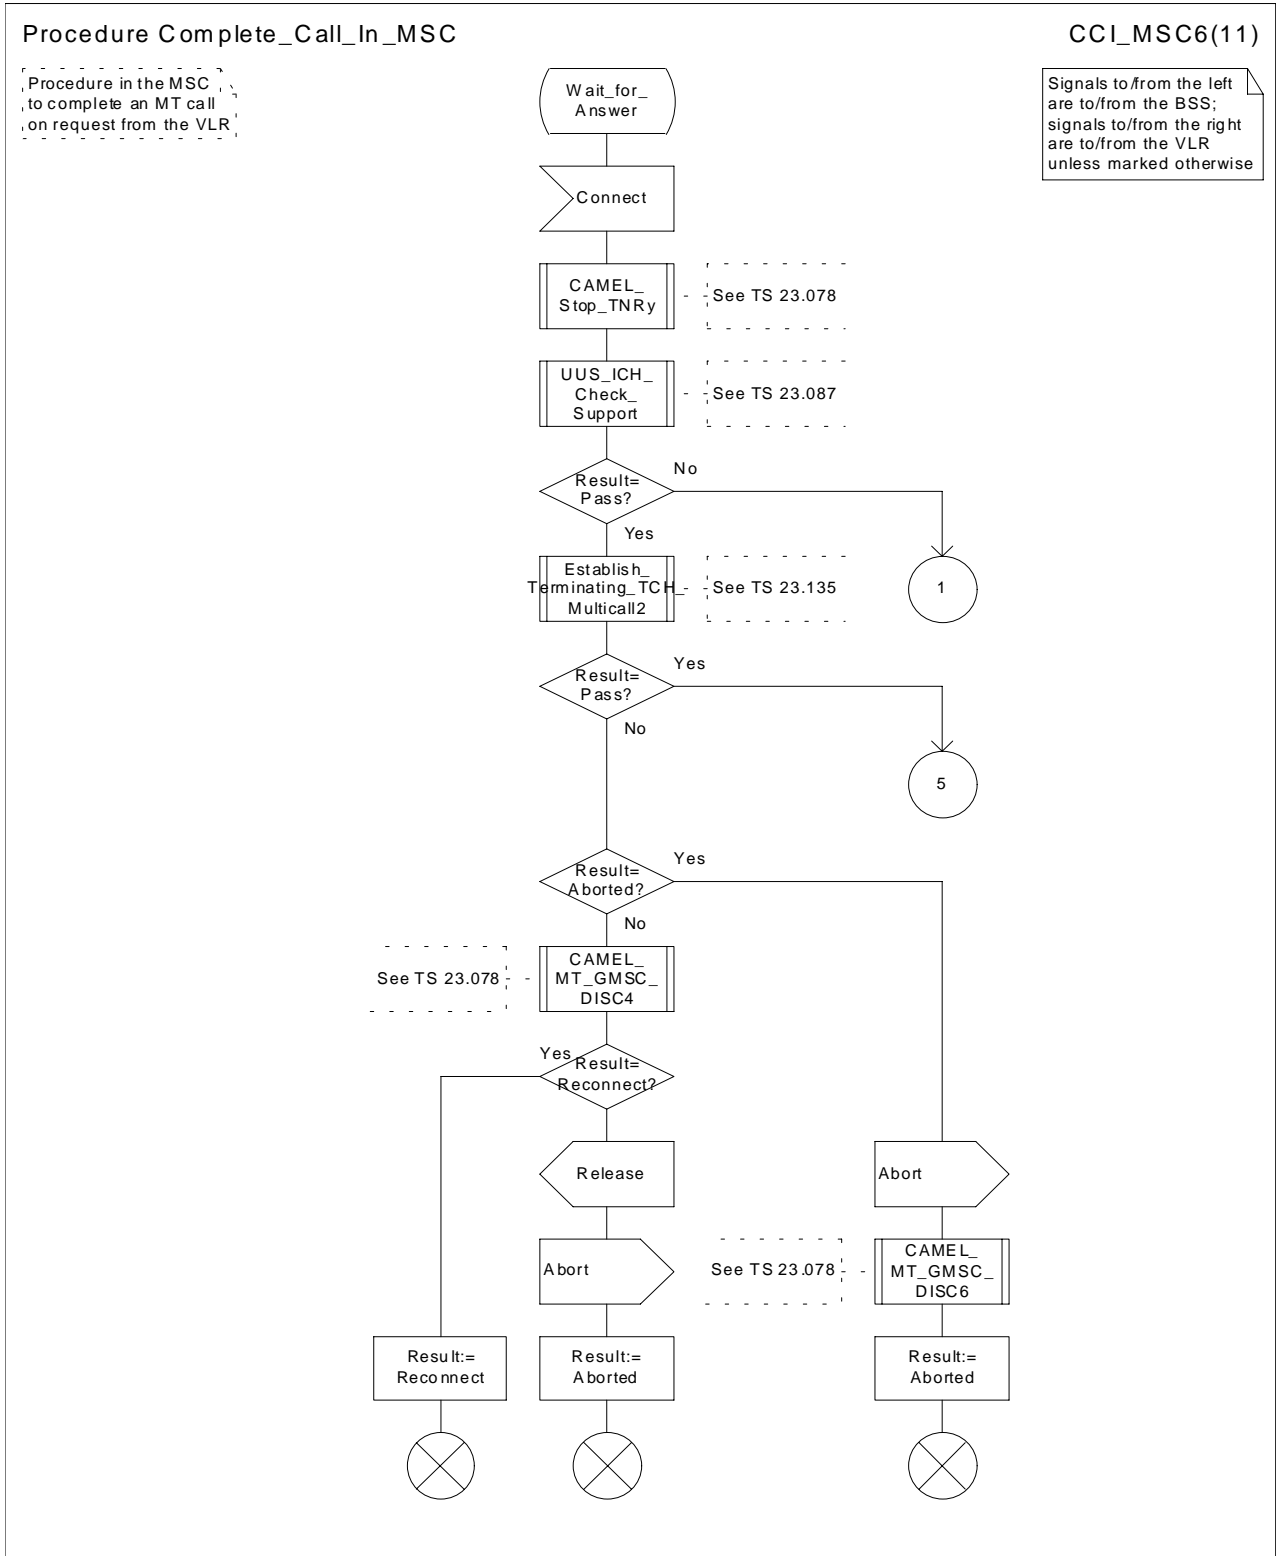 Procedure Complete_Call_In_MSC
CCI_MSC6(11)
Procedure in the MSC
to complete an MT call
on request from the VLR
Signals to/from the left
are to/from the BSS;
signals to/from the right
are to/from the VLR
unless marked otherwise
Wait_for_
Answer
Connect
CAMEL_
Stop_TNRy
See TS 23.078
UUS_ICH_
Check_
Support
See TS 23.087
Result=
Pass?
No
Yes
Establish_
Terminating_TCH_
Multicall2
See TS 23.135
1
Result=
Pass?
Yes
No
5
Result=
Aborted?
Yes
No
See TS 23.078
CAMEL_
MT_GMSC_
DISC4
Yes
Result=
Reconnect?
Release
Abort
Abort
See TS 23.078
CAMEL_
MT_GMSC_
DISC6
Result:=
Reconnect
Result:=
Aborted
Result:=
Aborted